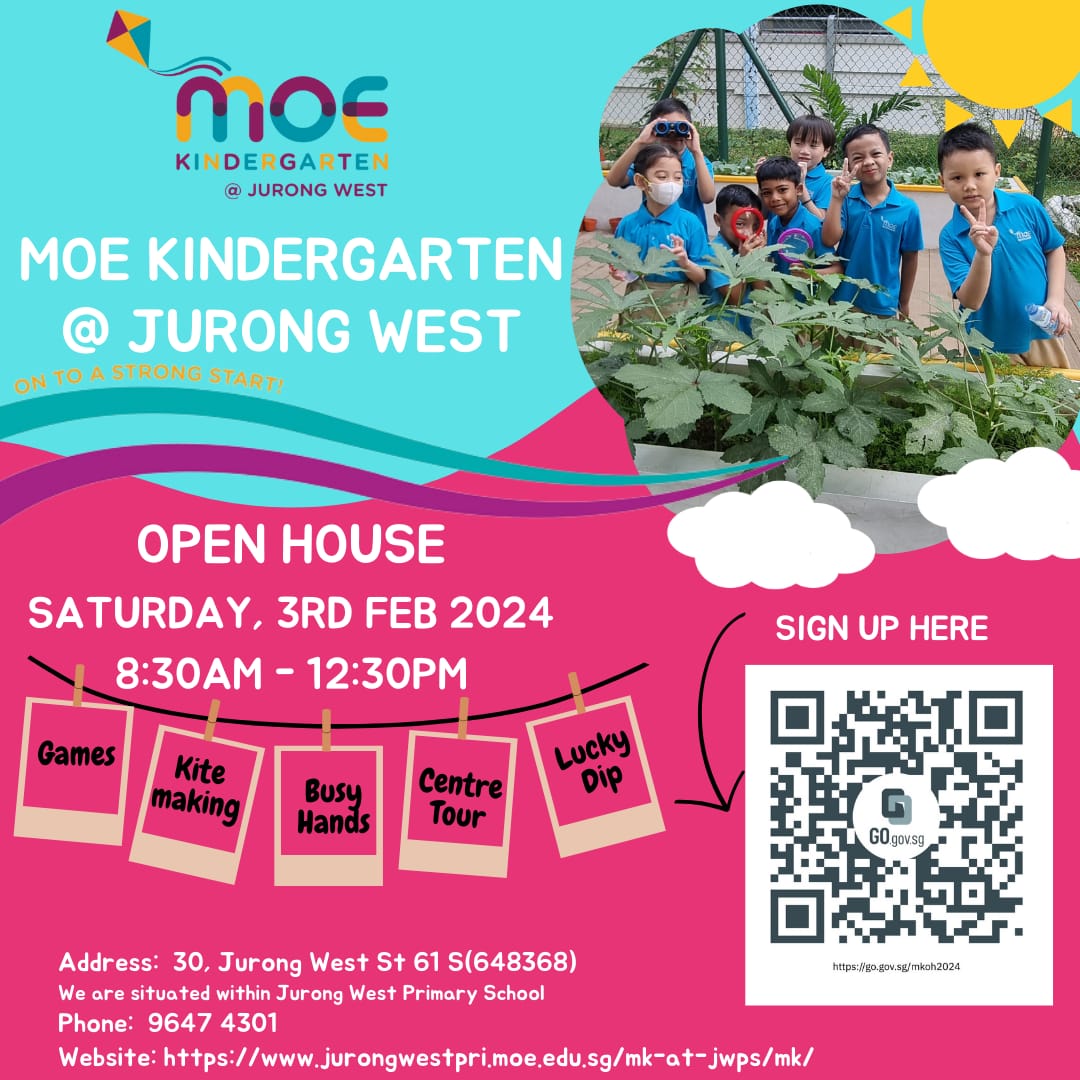 MOE
KINDERGARTEN
@ JURONG WEST
MOE KINDERGARTEN
@ JURONG WEST
ON TO A STRONG START!
moe
OPEN HOUSE
SATURDAY, 3RD FEB 2024
8:30AM - 12:30PM
Games
Kite
making
Busy
Hands
Centre
Tour
Lucky
Dip
SIGN UP HERE
GO.gov.sg
https://go.gov.sg/mkoh2024
Address: 30, Jurong West St 61 S(648368)
We are situated within Jurong West Primary School
Phone: 9647 4301
Website: https://www.jurongwestpri.moe.edu.sg/mk-at-jwps/mk/